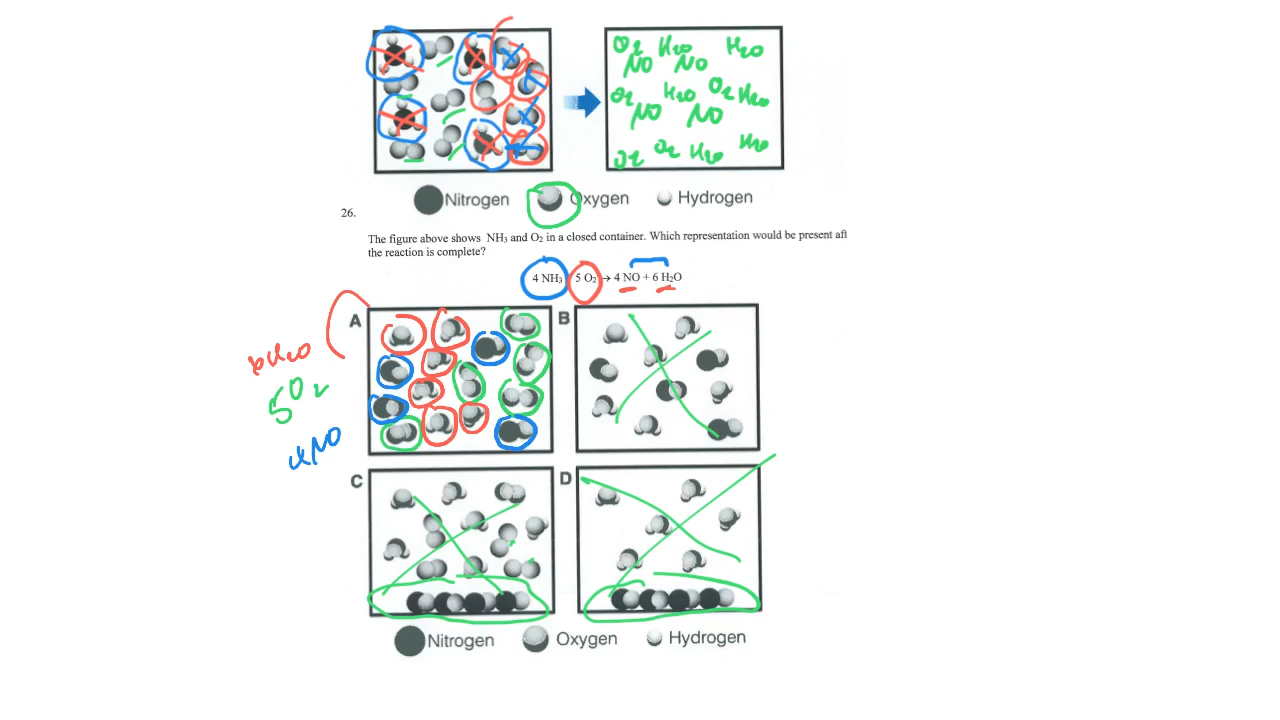 O₂ H₂O H₂O
NO NO
O₂ H₂O O₂ H₂O
NO NO
O₂ O₂ H₂O H₂O
Nitrogen Oxygen Hydrogen
26.
The figure above shows NH₃ and O₂ in a closed container. Which representation would be present aft
the reaction is complete?
4 NH₃ 5 O₂ → 4 NO + 6 H₂O
A B
6H₂O
5O₂
4NO
C D
Nitrogen Oxygen Hydrogen